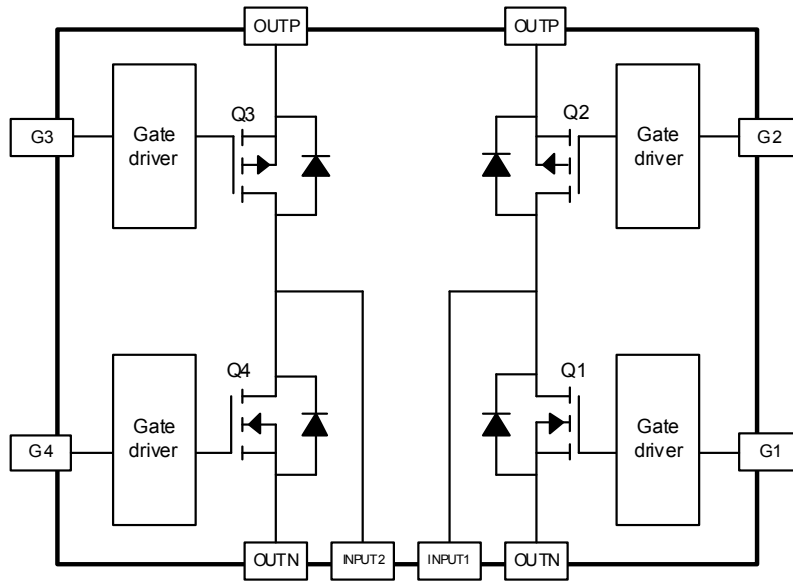 OUTP
OUTP
Q3
Q2
G3
Gate
driver
Gate
driver
G2
Q4
Q1
G4
Gate
driver
Gate
driver
G1
OUTN
INPUT2
INPUT1
OUTN